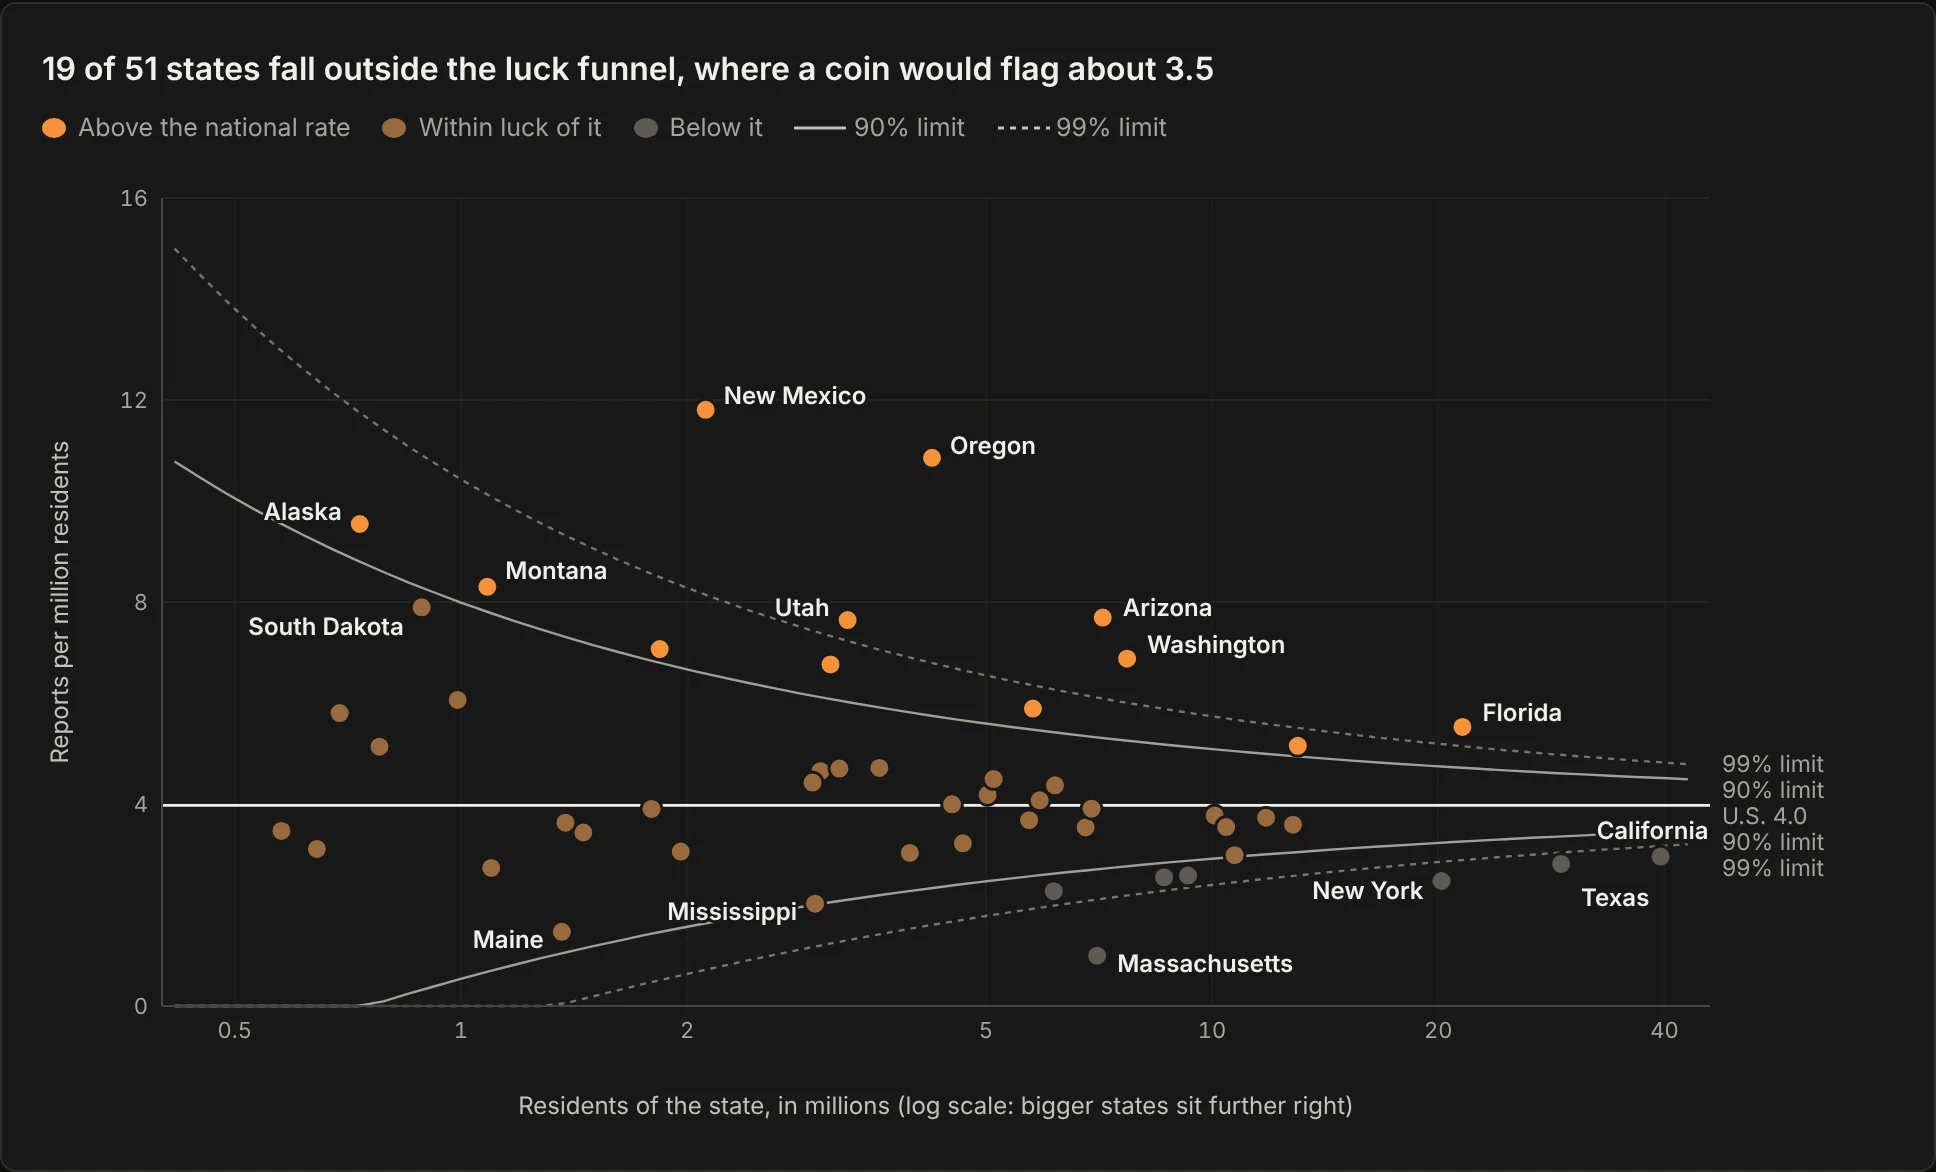 19 of 51 states fall outside the luck funnel, where a coin would flag about 3.5
Above the national rate
Within luck of it
Below it
90% limit
99% limit
Reports per million residents
16
12
8
4
0
New Mexico
Oregon
Alaska
Montana
South Dakota
Utah
Arizona
Washington
Florida
99% limit
90% limit
U.S. 4.0
California
90% limit
99% limit
New York
Texas
Mississippi
Maine
Massachusetts
0.5
1
2
5
10
20
40
Residents of the state, in millions (log scale: bigger states sit further right)